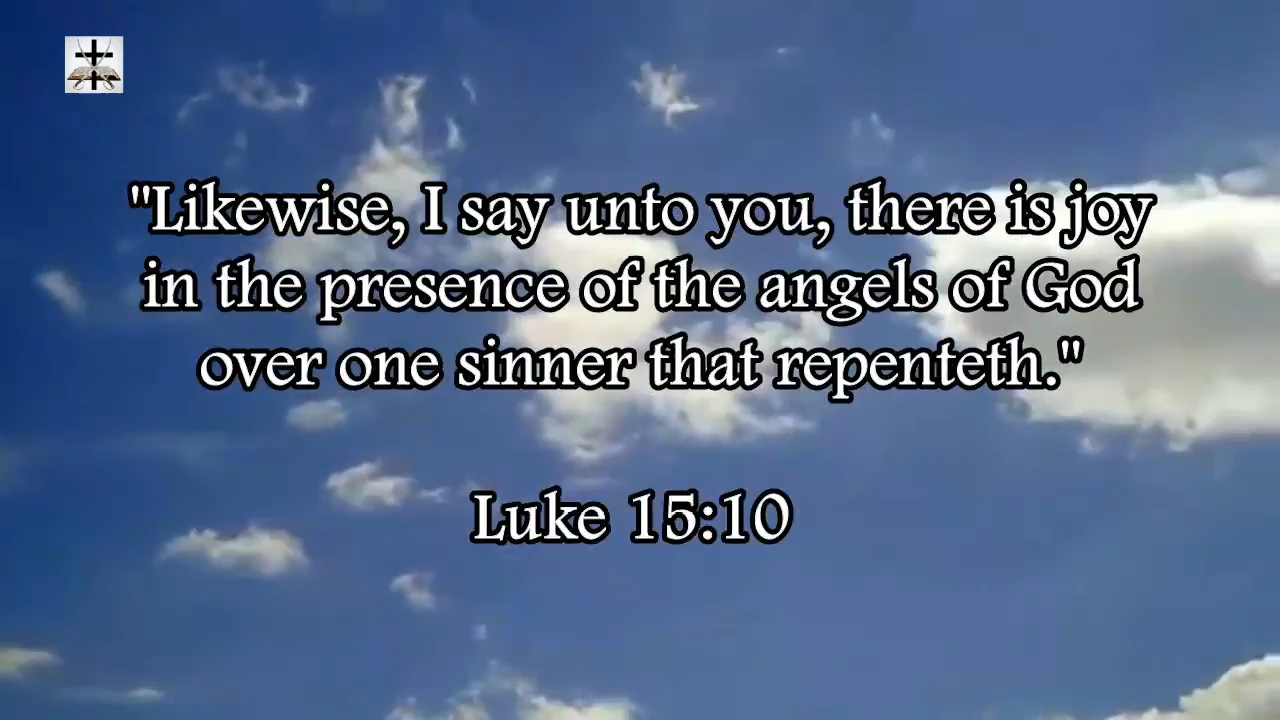 "Likewise, I say unto you, there is joy
in the presence of the angels of God
over one sinner that repenteth."
Luke 15:10